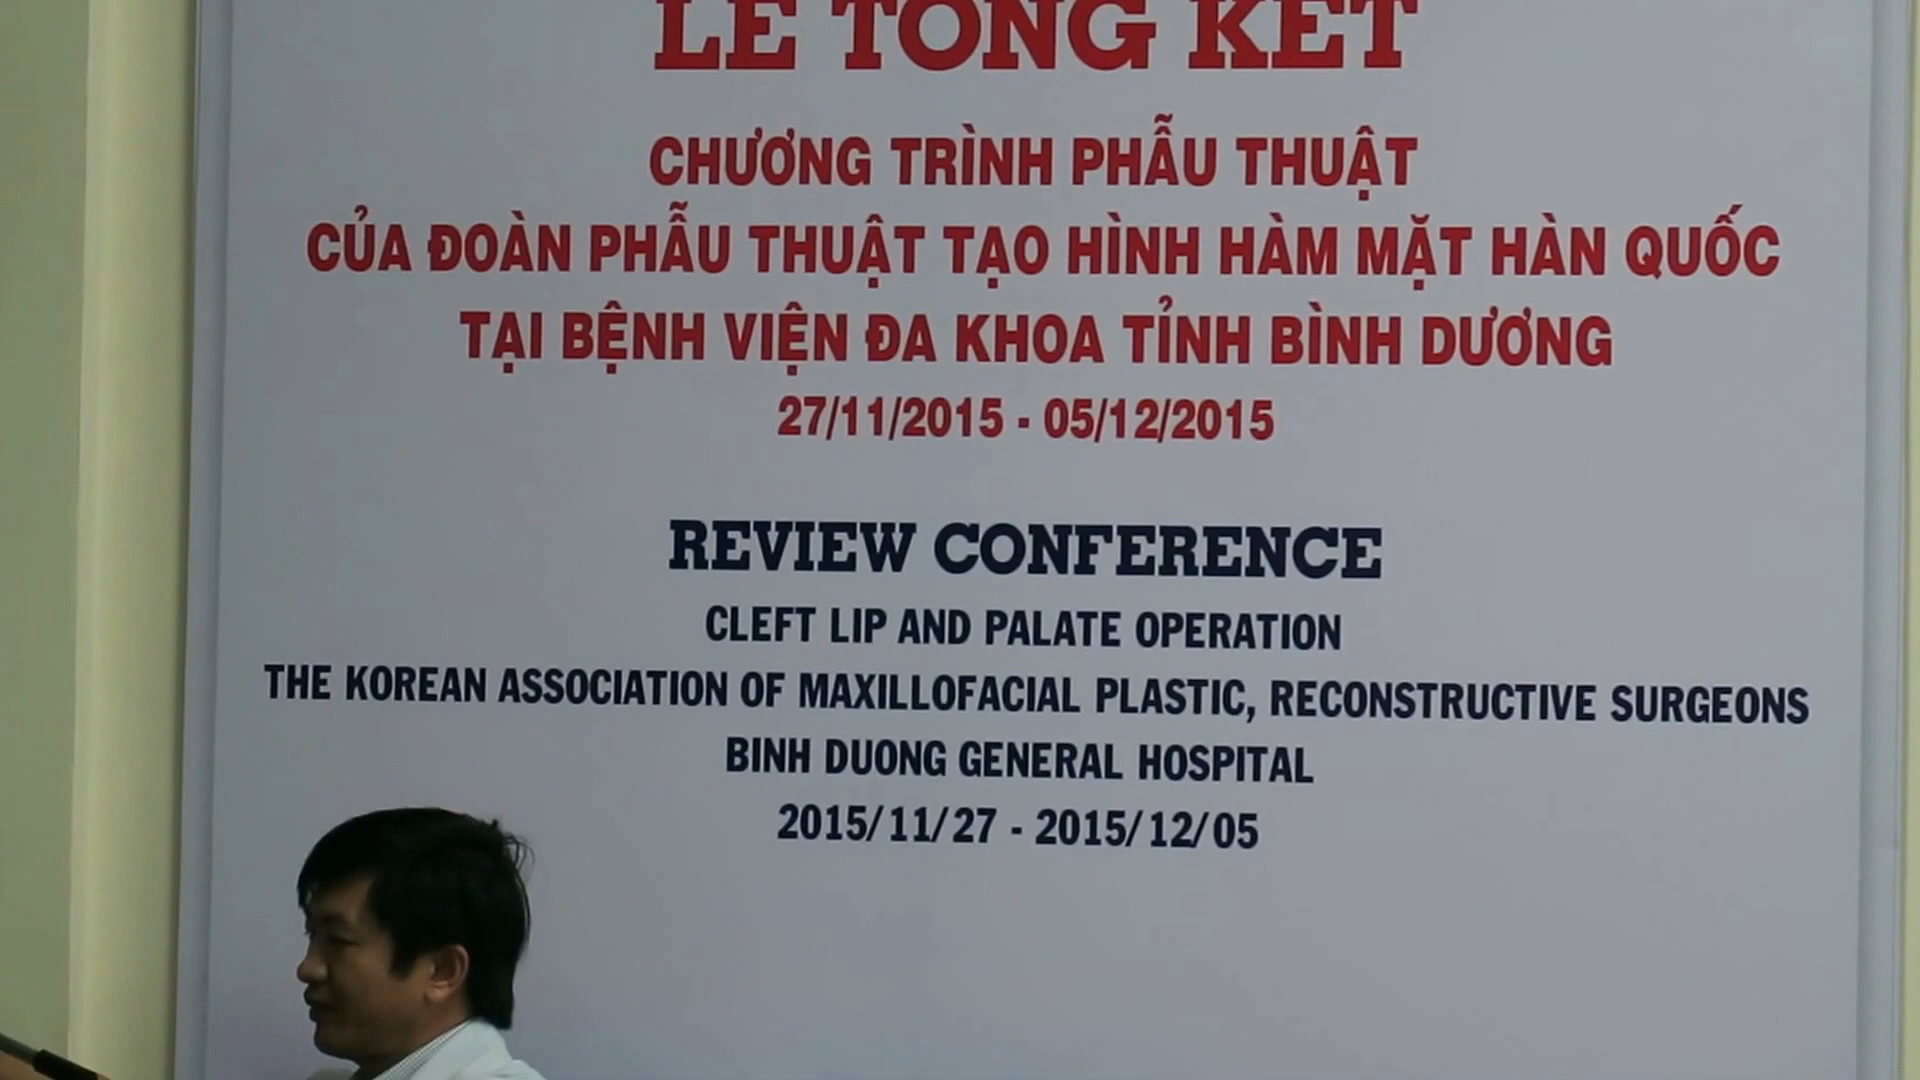 LỄ TỔNG KẾT
CHƯƠNG TRÌNH PHẪU THUẬT
CỦA ĐOÀN PHẪU THUẬT TẠO HÌNH HÀM MẶT HÀN QUỐC
TẠI BỆNH VIỆN ĐA KHOA TỈNH BÌNH DƯƠNG
27/11/2015 - 05/12/2015
REVIEW CONFERENCE
CLEFT LIP AND PALATE OPERATION
THE KOREAN ASSOCIATION OF MAXILLOFACIAL PLASTIC, RECONSTRUCTIVE SURGEONS
BINH DUONG GENERAL HOSPITAL
2015/11/27 - 2015/12/05